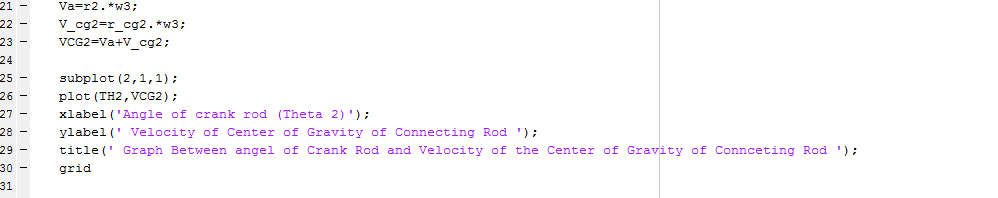 21 – Va=r2.*w3;
22 – V_cg2=r_cg2.*w3;
23 – VCG2=Va+V_cg2;
24
25 – subplot(2,1,1);
26 – plot(TH2,VCG2);
27 – xlabel('Angle of crank rod (Theta 2)');
28 – ylabel(' Velocity of Center of Gravity of Connecting Rod ');
29 – title(' Graph Between angel of Crank Rod and Velocity of the Center of Gravity of Connceting Rod ');
30 – grid
31